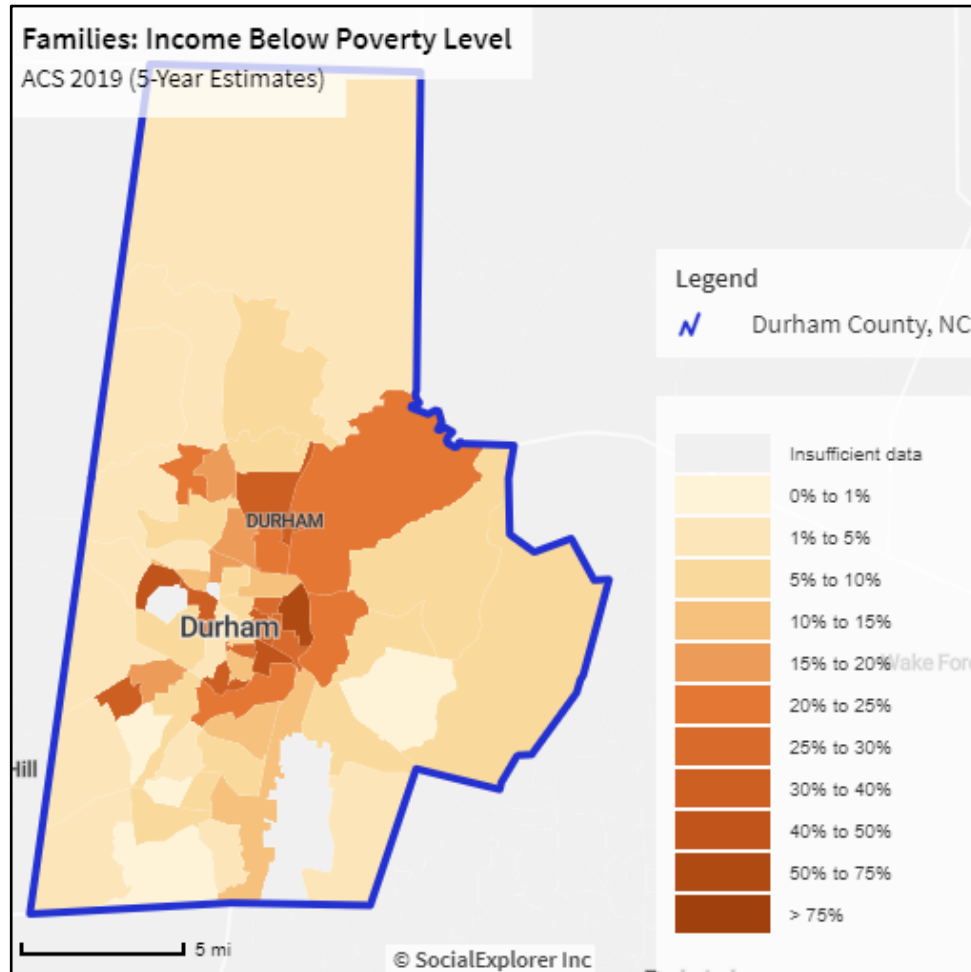 Families: Income Below Poverty Level
ACS 2019 (5-Year Estimates)
Legend
Durham County, NC
Insufficient data
0% to 1%
1% to 5%
5% to 10%
10% to 15%
15% to 20%
20% to 25%
25% to 30%
30% to 40%
40% to 50%
50% to 75%
> 75%
DURHAM
Durham
Wake Fore
Hill
5 mi
© SocialExplorer Inc